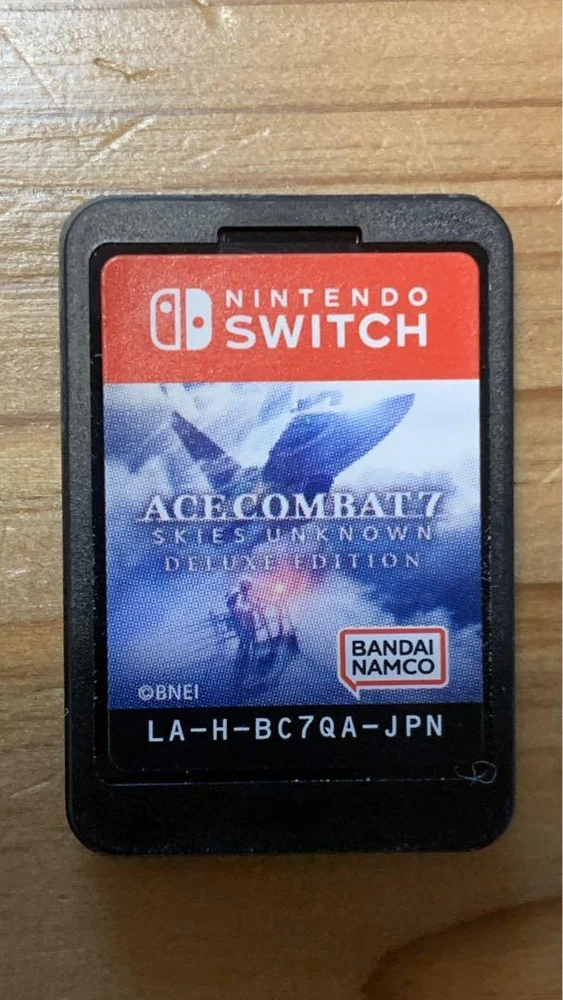 NINTENDO
SWITCH
ACE COMBAT 7
SKIES UNKNOWN
DELUXE EDITION
BANDAI
NAMCO
©BNEI
LA-H-BC7QA-JPN